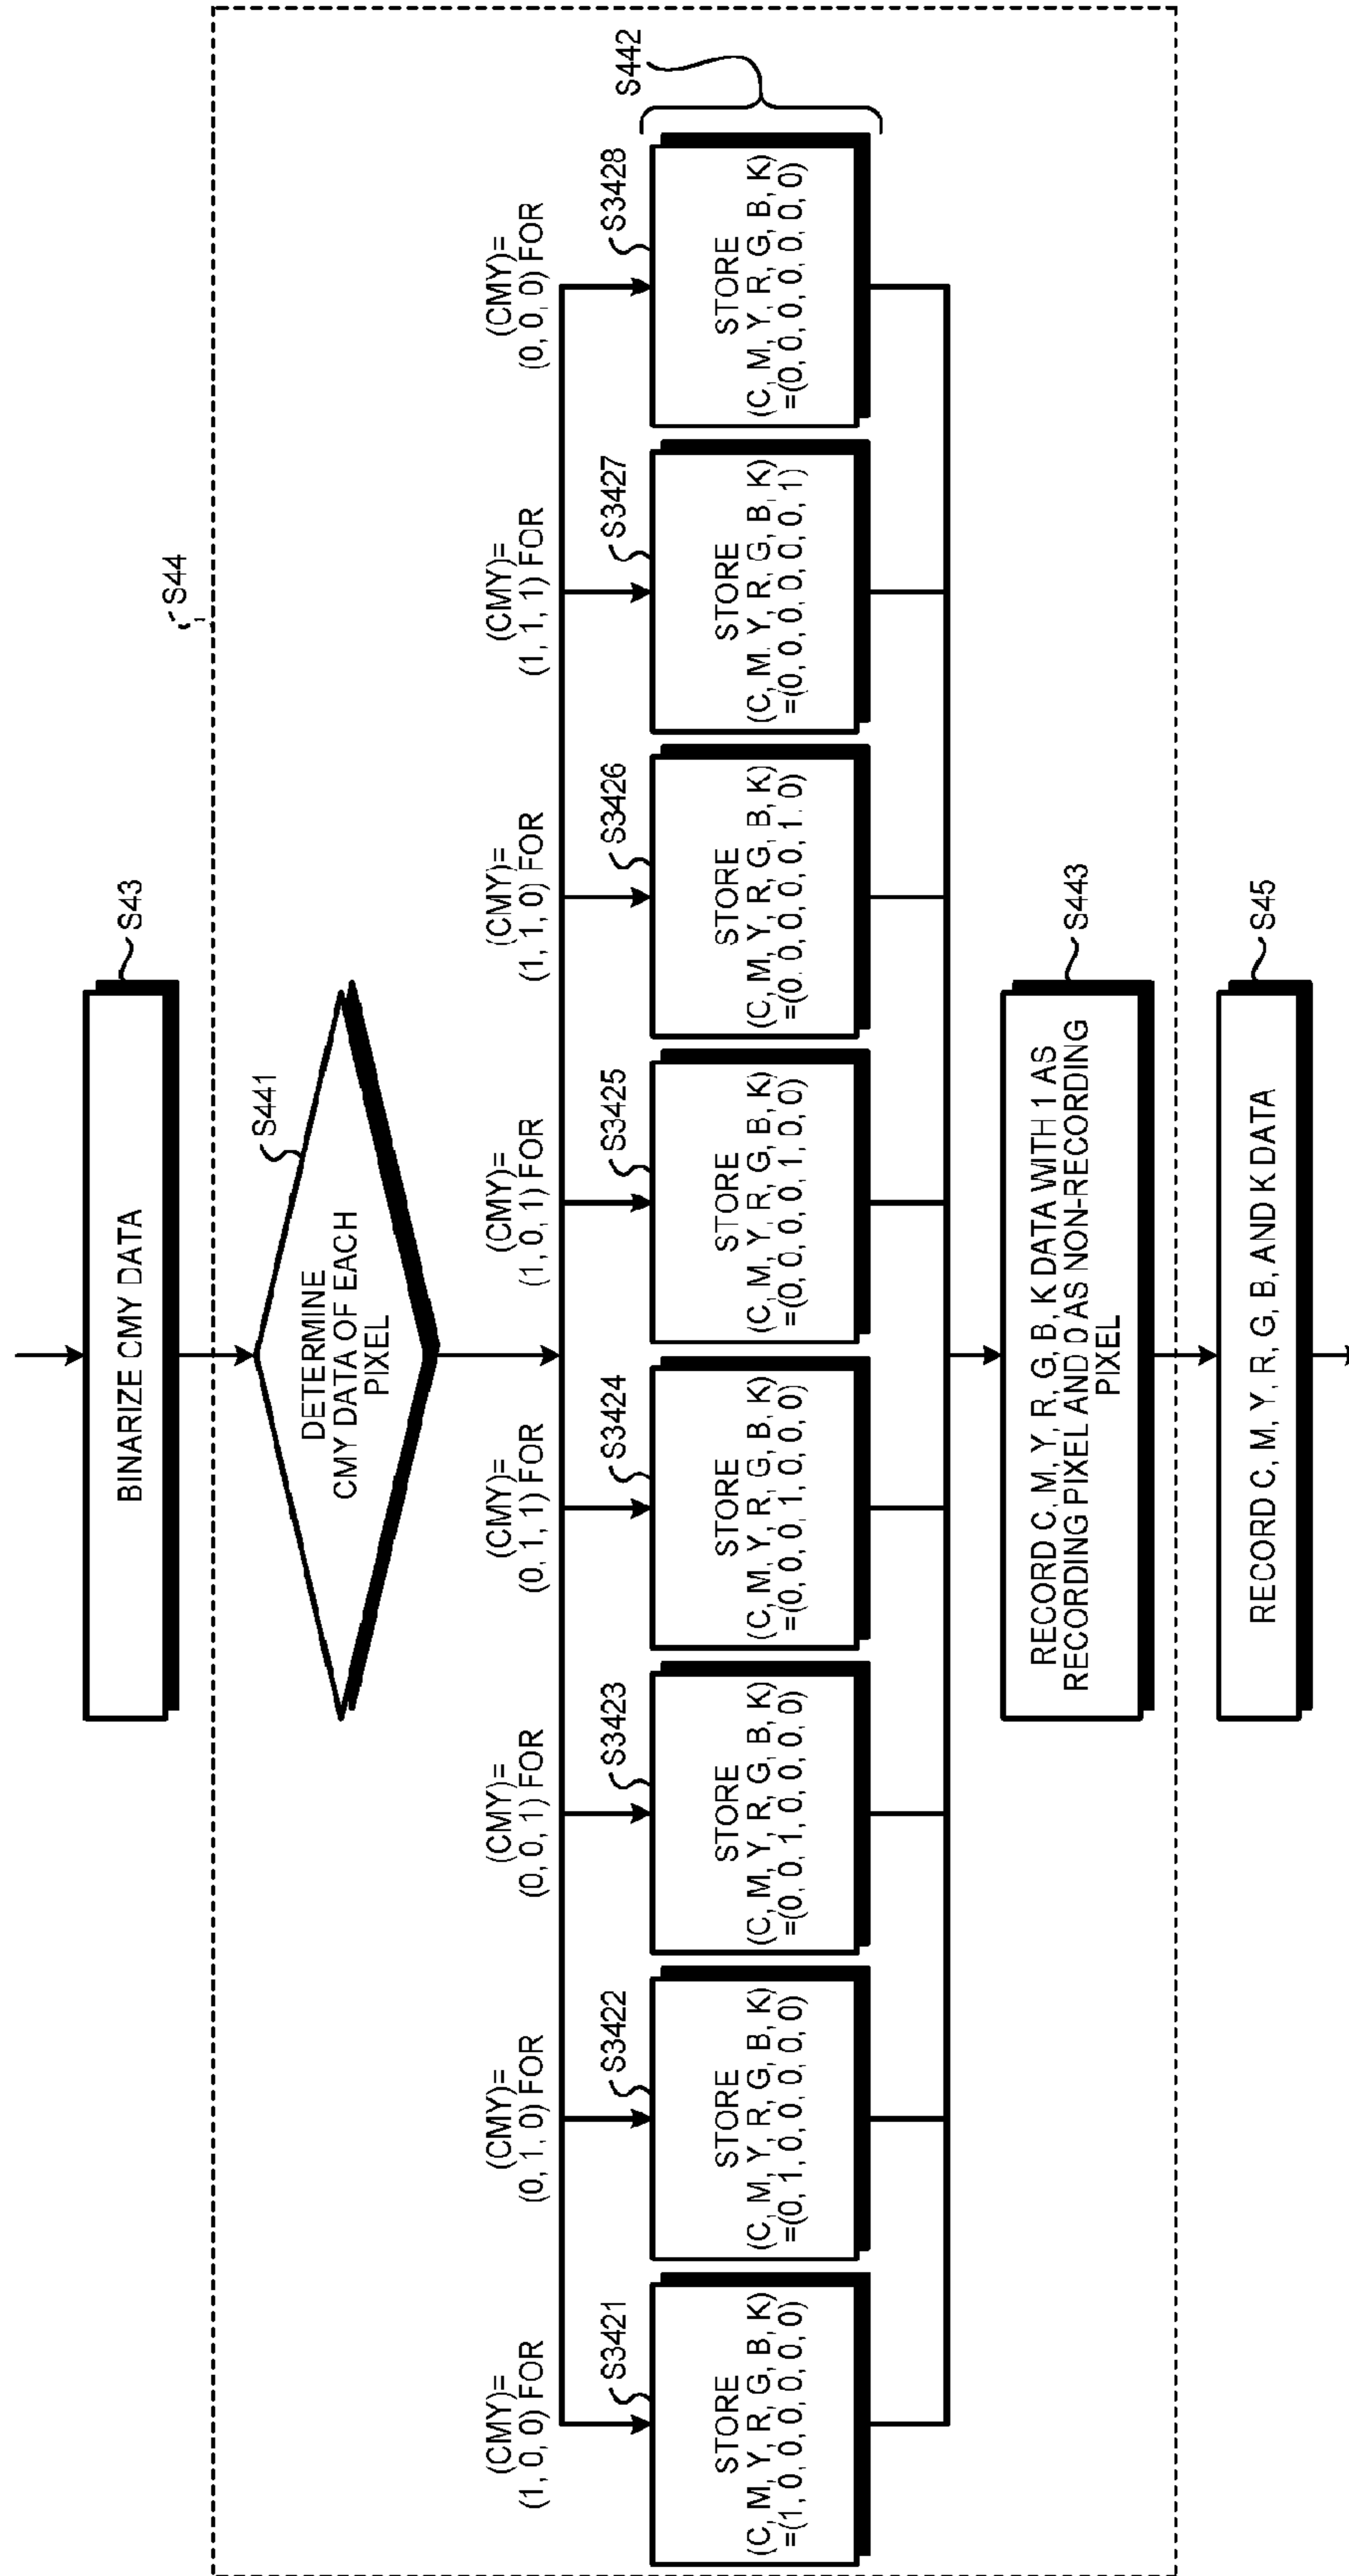 BINARIZE CMY DATA
S43
S44
DETERMINE
CMY DATA OF EACH
PIXEL
S441
(CMY)=
(1, 0, 0) FOR
(CMY)=
(0, 1, 0) FOR
(CMY)=
(0, 0, 1) FOR
(CMY)=
(0, 1, 1) FOR
(CMY)=
(1, 0, 1) FOR
(CMY)=
(1, 1, 0) FOR
(CMY)=
(1, 1, 1) FOR
(CMY)=
(0, 0, 0) FOR
S3421
STORE
(C, M, Y, R, G, B, K)
=(1, 0, 0, 0, 0, 0, 0)
S3422
STORE
(C, M, Y, R, G, B, K)
=(0, 1, 0, 0, 0, 0, 0)
S3423
STORE
(C, M, Y, R, G, B, K)
=(0, 0, 1, 0, 0, 0, 0)
S3424
STORE
(C, M, Y, R, G, B, K)
=(0, 0, 0, 1, 0, 0, 0)
S3425
STORE
(C, M, Y, R, G, B, K)
=(0, 0, 0, 0, 1, 0, 0)
S3426
STORE
(C, M, Y, R, G, B, K)
=(0, 0, 0, 0, 0, 1, 0)
S3427
STORE
(C, M, Y, R, G, B, K)
=(0, 0, 0, 0, 0, 0, 1)
S3428
STORE
(C, M, Y, R, G, B, K)
=(0, 0, 0, 0, 0, 0, 0)
S442
RECORD C, M, Y, R, G, B, K DATA WITH 1 AS
RECORDING PIXEL AND 0 AS NON-RECORDING
PIXEL
S443
RECORD C, M, Y, R, G, B, AND K DATA
S45